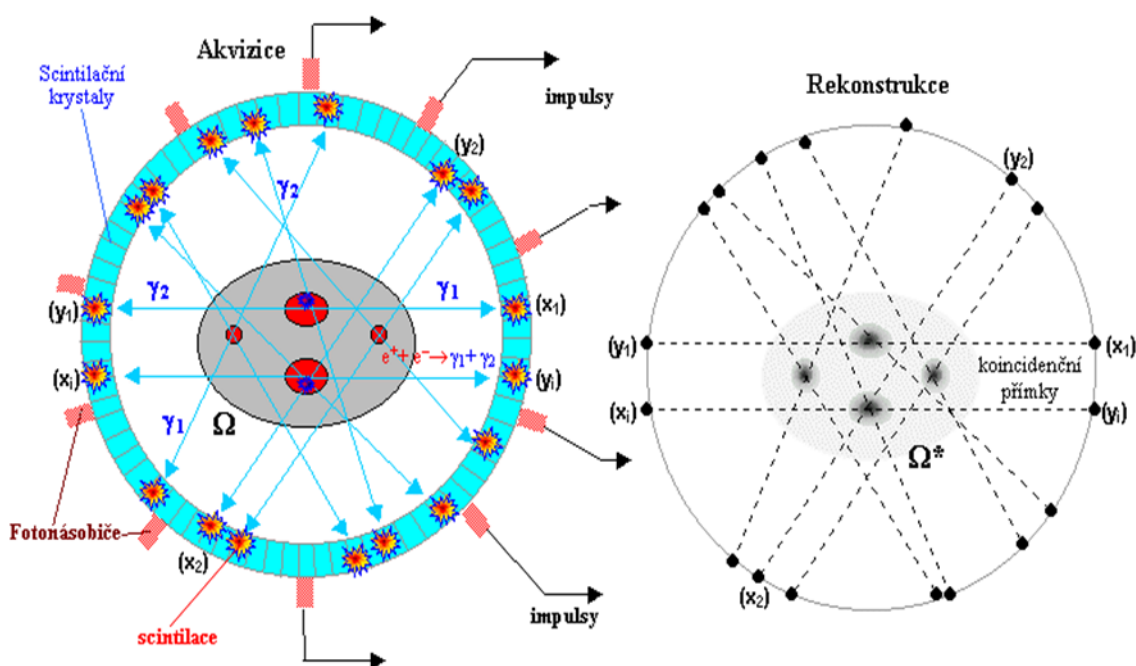 Akvizice
Scintilační
krystaly
impulsy
(y2)
γ2
γ2
γ1
(y1)
(x1)
e⁺+ e⁻→γ1+ γ2
(xi)
(yi)
γ1
Ω
Fotonásobiče
(x2)
scintilace
impulsy
Rekonstrukce
(y2)
(y1)
(x1)
koincidenční
přímky
(xi)
(yi)
Ω*
(x2)